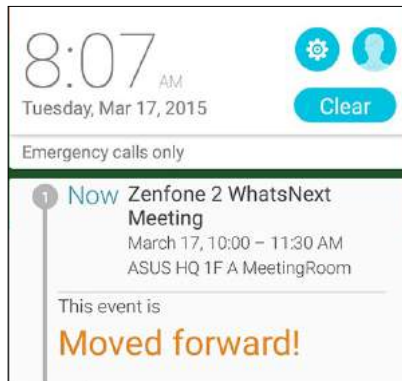 8:07 AM
Tuesday, Mar 17, 2015
Clear
Emergency calls only
1 Now Zenfone 2 WhatsNext
Meeting
March 17, 10:00 – 11:30 AM
ASUS HQ 1F A MeetingRoom
This event is
Moved forward!